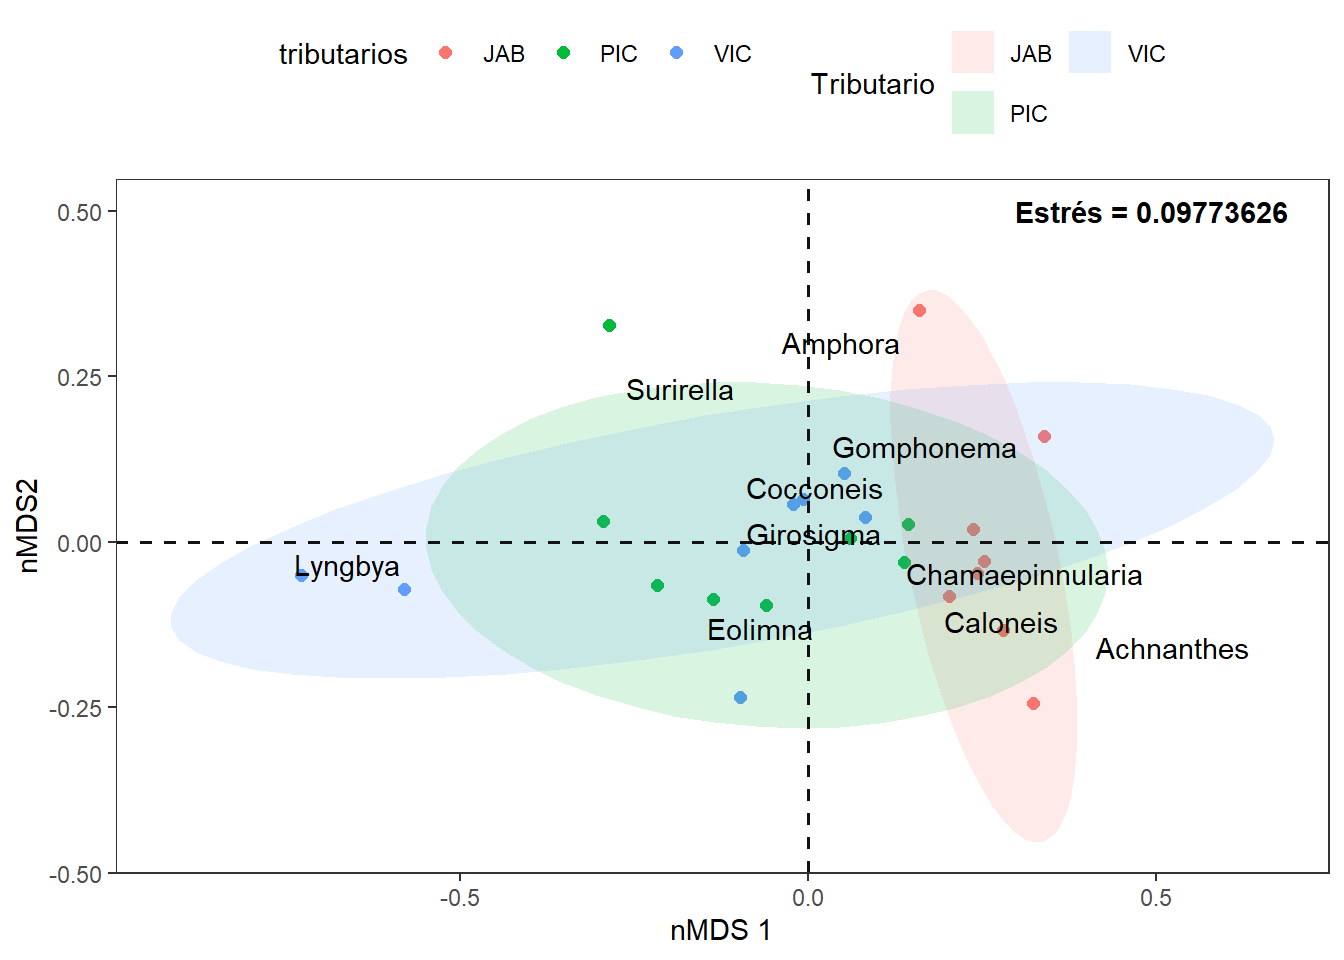 tributarios JAB PIC VIC
Tributario
JAB VIC
PIC
Estrés = 0.09773626
0.50
0.25
0.00
-0.25
-0.50
nMDS2
Amphora
Surirella
Gomphonema
Cocconeis
Girosigma
Lyngbya
Chamaepinnularia
Caloneis
Eolimna
Achnanthes
-0.5 0.0 0.5
nMDS 1